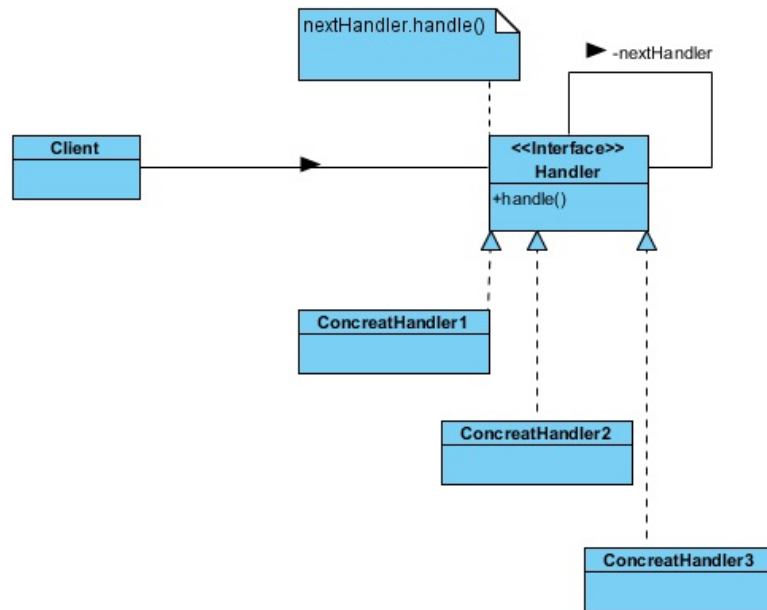 nextHandler.handle()
-nextHandler
Client
<<Interface>>
Handler
+handle()
ConcreatHandler1
ConcreatHandler2
ConcreatHandler3